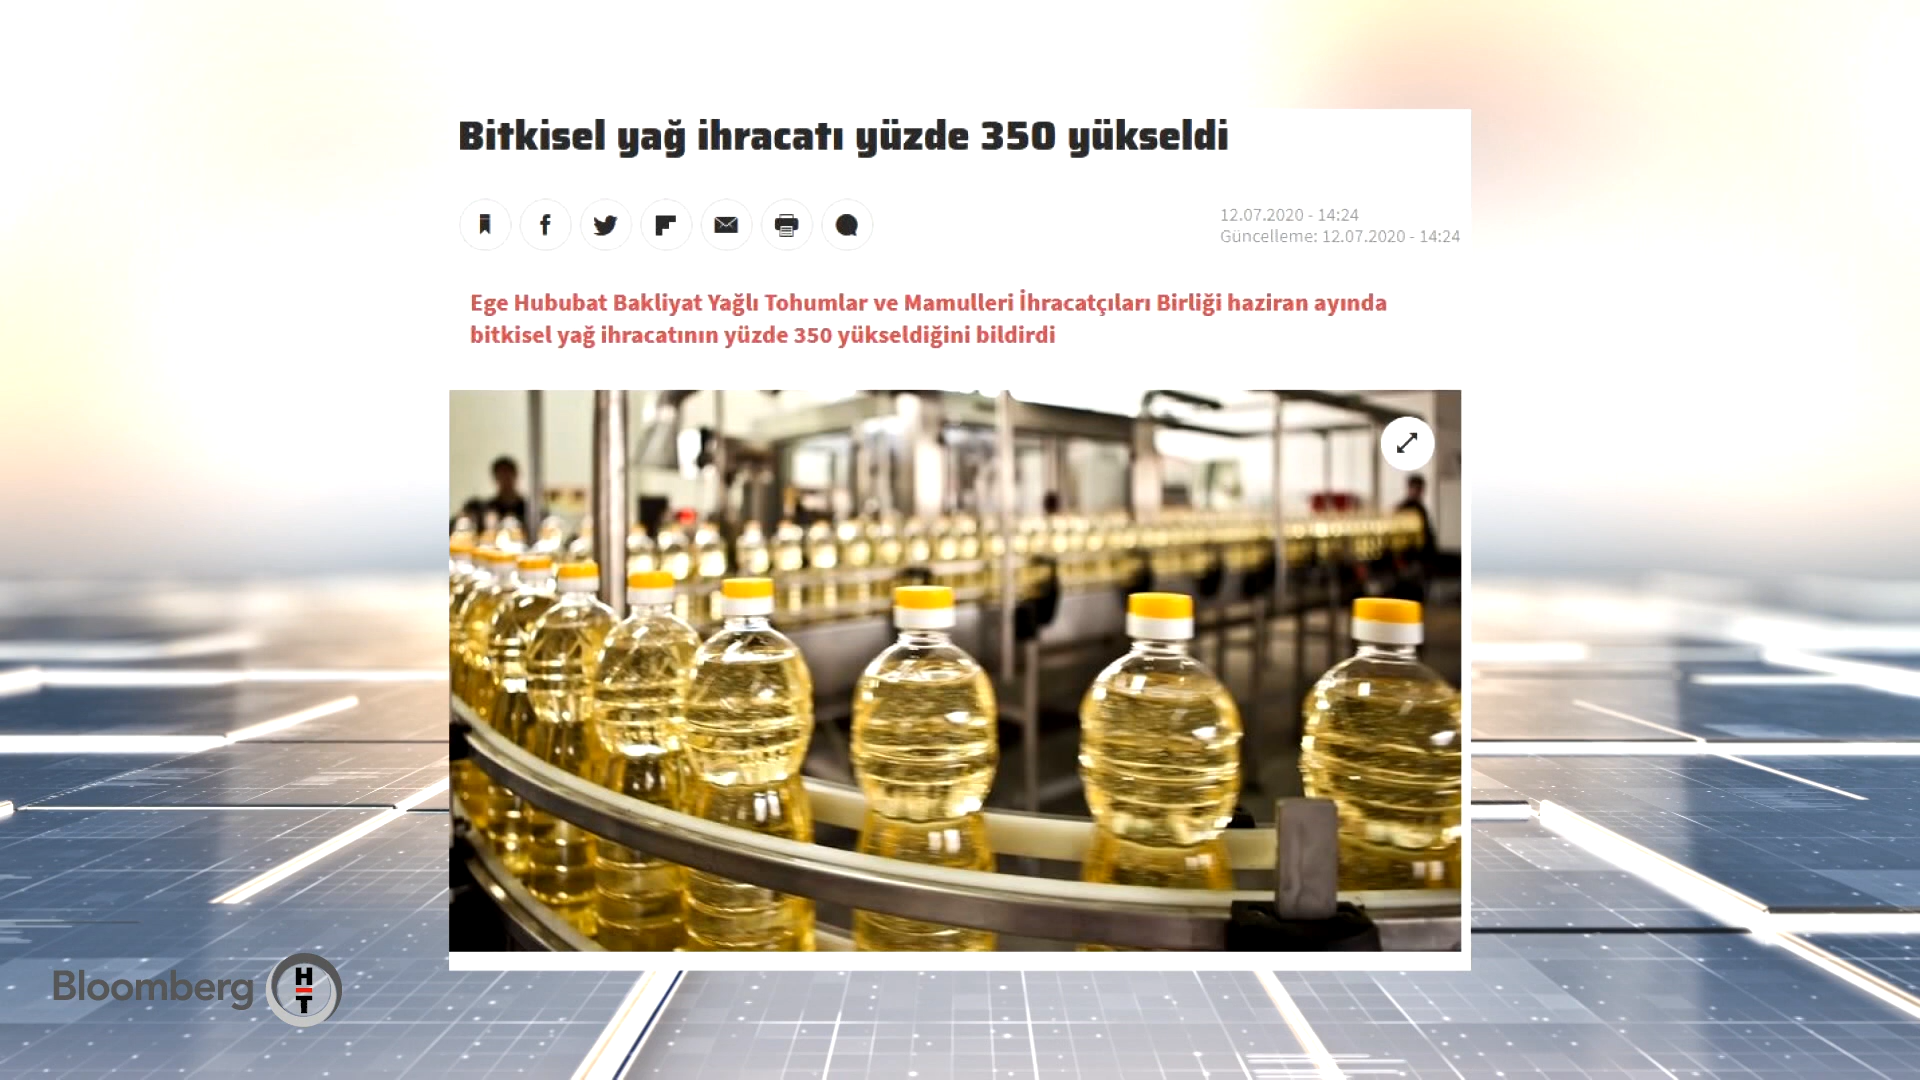 Bitkisel yağ ihracatı yüzde 350 yükseldi
12.07.2020 - 14:24
Güncelleme: 12.07.2020 - 14:24
Ege Hububat Bakliyat Yağlı Tohumlar ve Mamulleri İhracatçıları Birliği haziran ayında
bitkisel yağ ihracatının yüzde 350 yükseldiğini bildirdi
Bloomberg HT